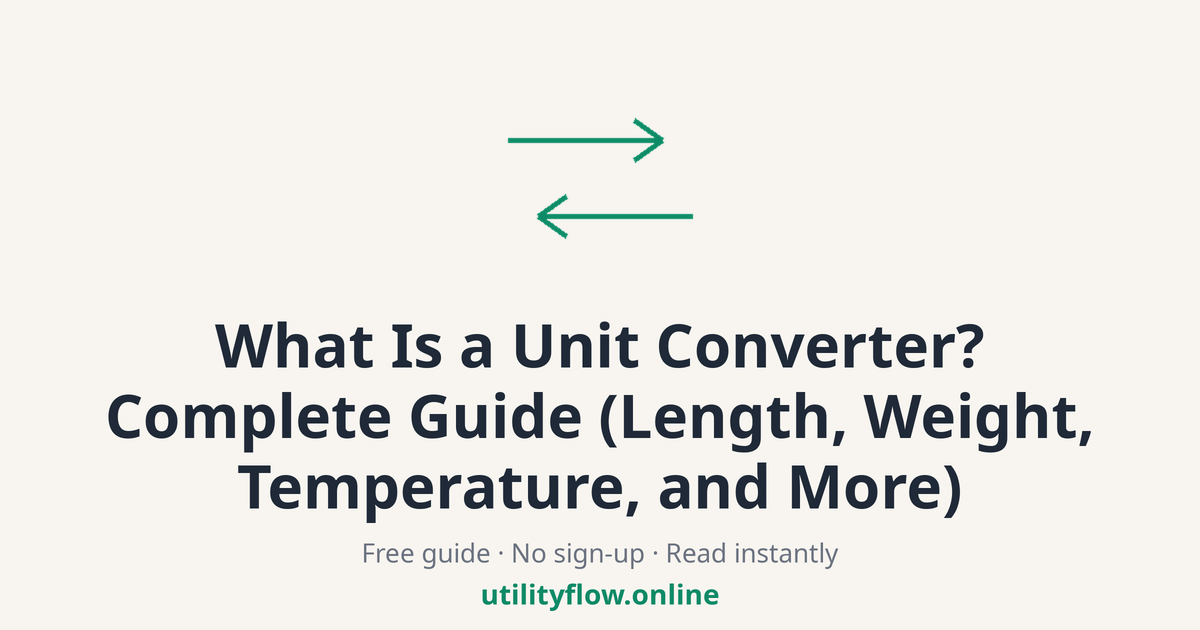 What Is a Unit Converter?
Complete Guide (Length, Weight,
Temperature, and More)
Free guide · No sign-up · Read instantly
utilityflow.online